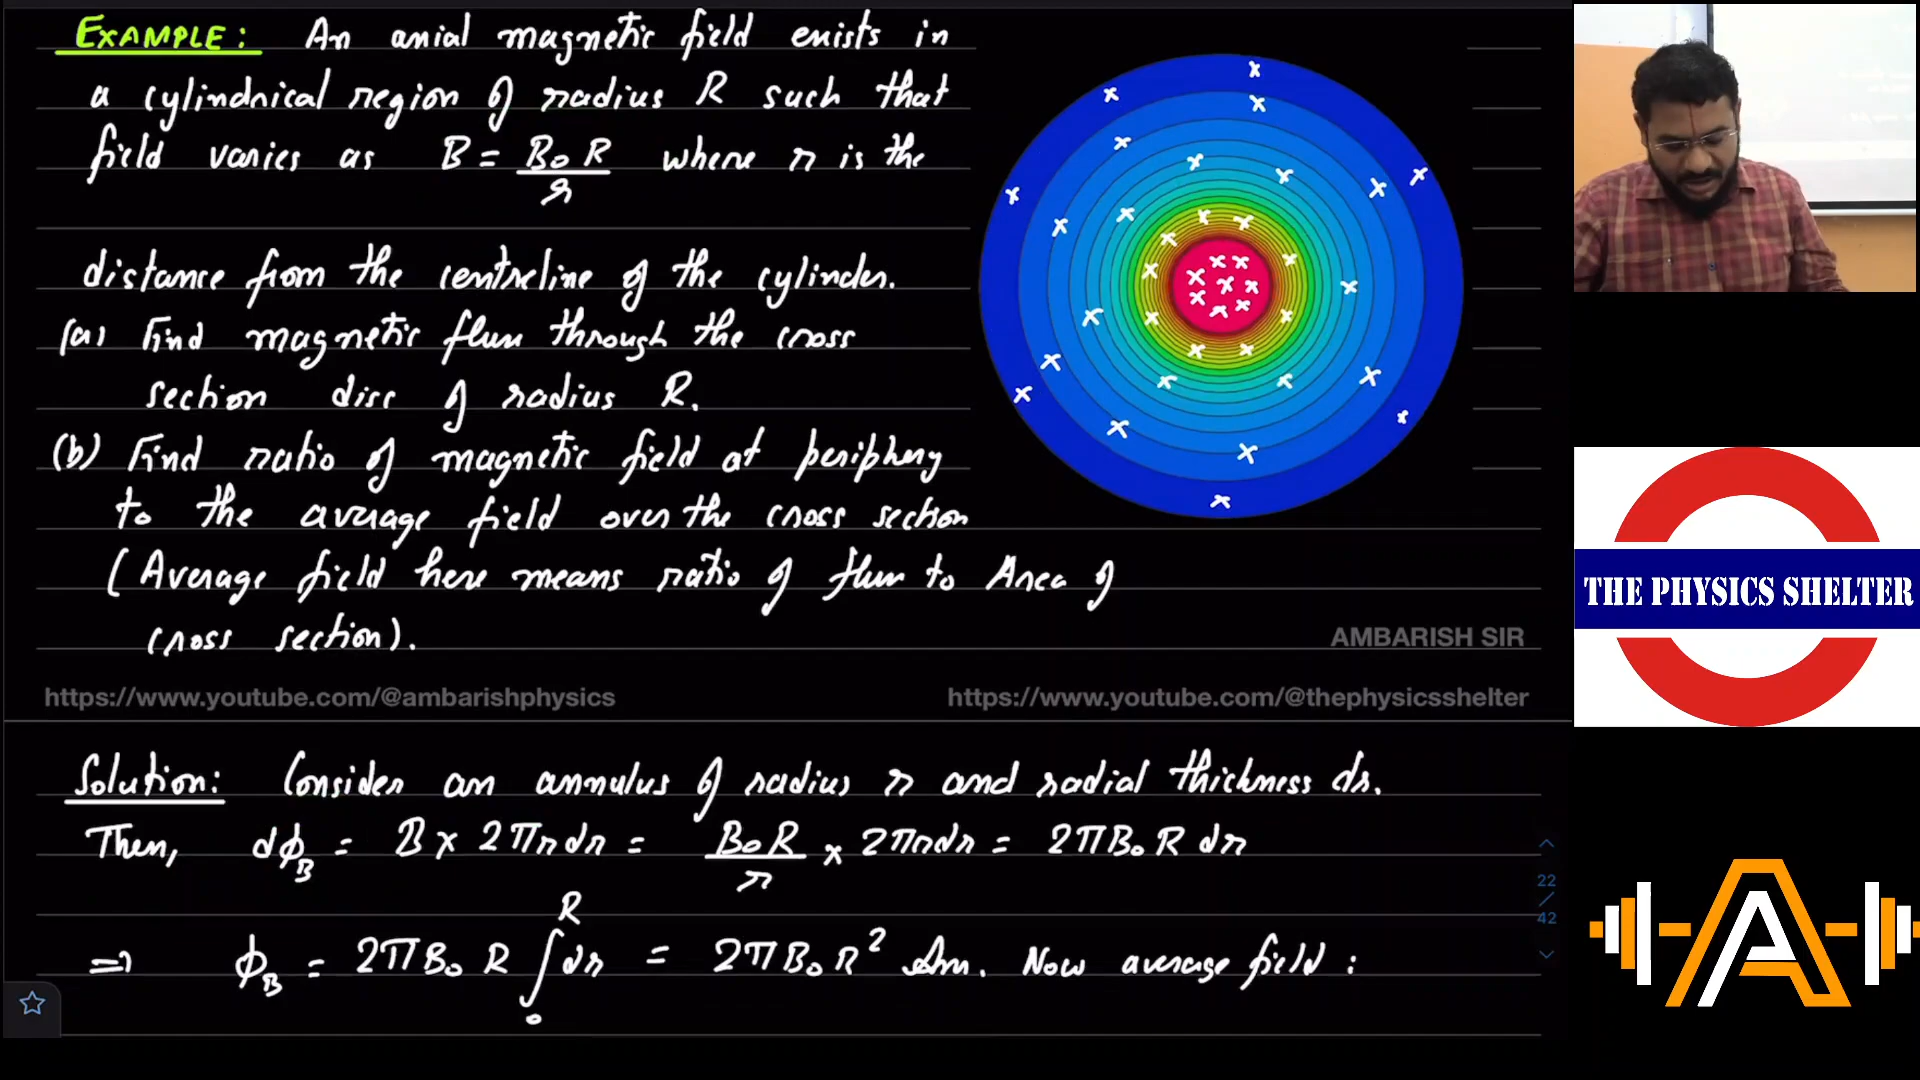 EXAMPLE: An axial magnetic field exists in
a cylindrical region of radius R such that
field varies as B = B₀R/r where r is the
distance from the centreline of the cylinder.
(a) Find magnetic flux through the cross
section disc of radius R.
(b) Find ratio of magnetic field at periphery
to the average field over the cross section
(Average field here means ratio of flux to Area of
cross section).
AMBARISH SIR
https://www.youtube.com/@ambarishphysics
https://www.youtube.com/@thephysicsshelter
Solution: Consider an annulus of radius r and radial thickness dr.
Then, dϕ_B = B × 2πr dr = B₀R/r × 2πr dr = 2πB₀R dr
⇒ ϕ_B = 2πB₀R ∫₀ᴿ dr = 2πB₀R² Ans. Now average field:
22
/
42
THE PHYSICS SHELTER
A